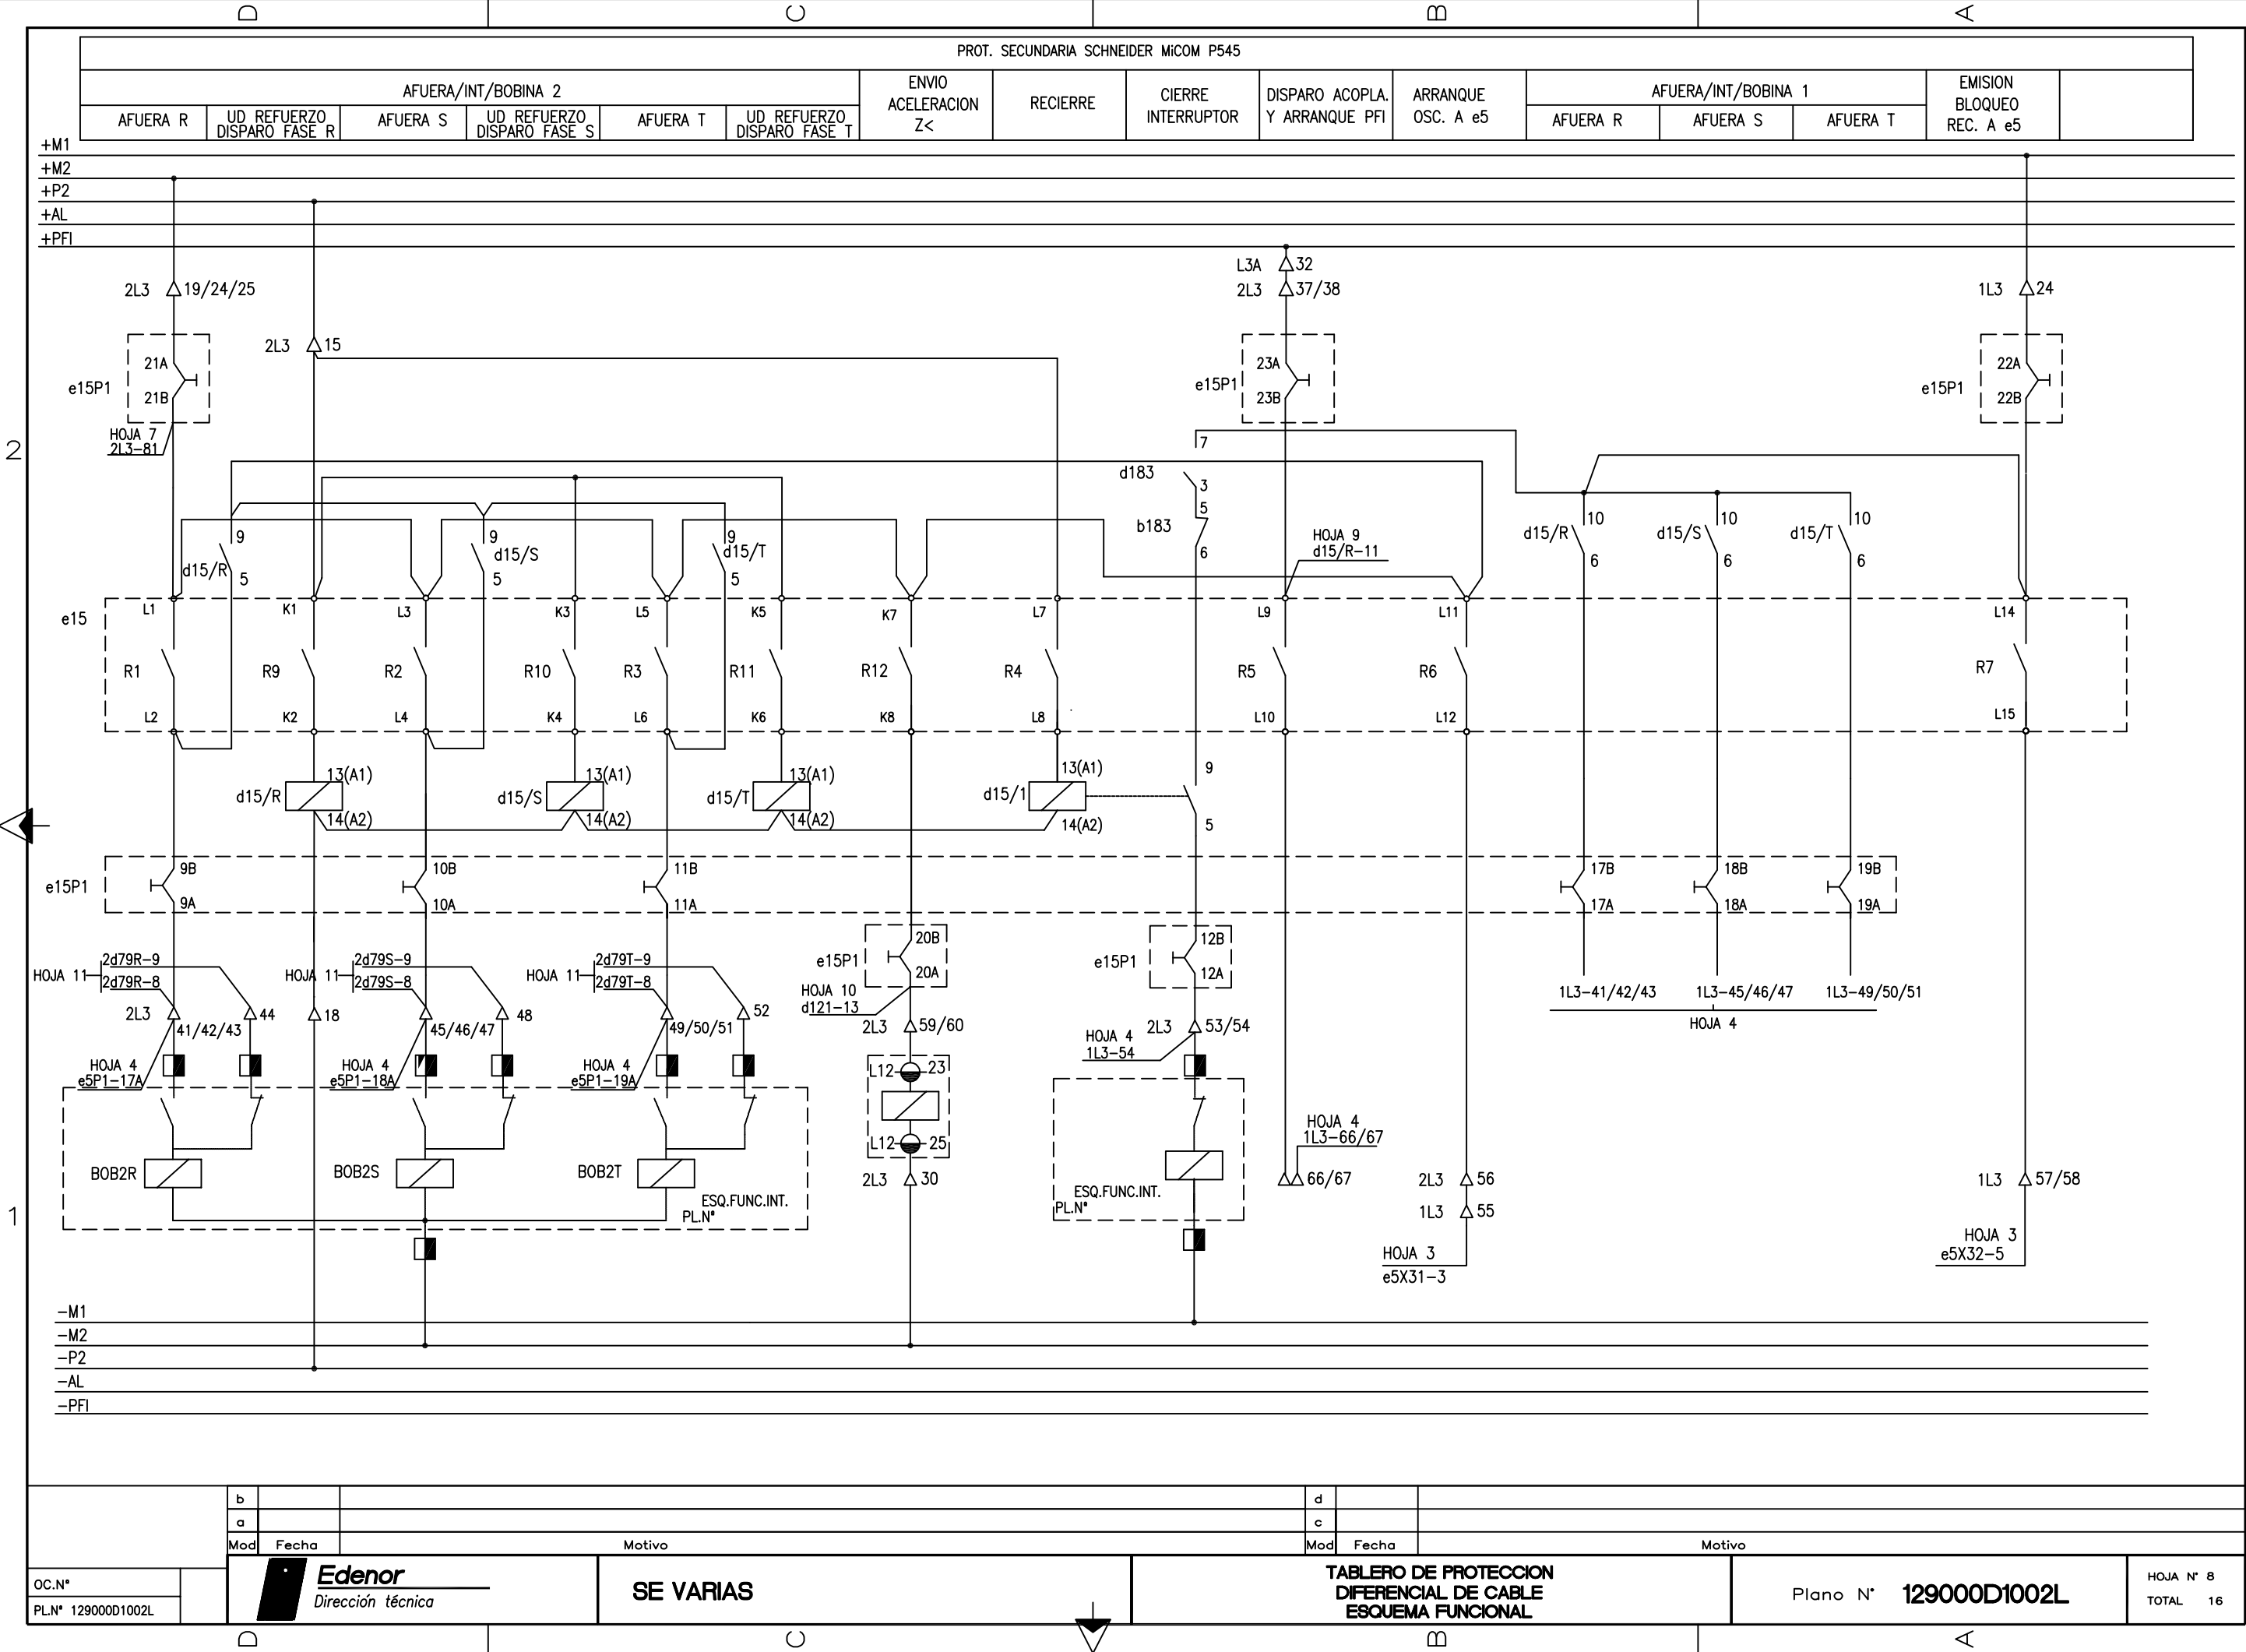 D C B A
PROT. SECUNDARIA SCHNEIDER MiCOM P545
AFUERA/INT/BOBINA 2
ENVIO
ACELERACION
Z<
RECIERRE
CIERRE
INTERRUPTOR
DISPARO ACOPLA.
Y ARRANQUE PFI
ARRANQUE
OSC. A e5
AFUERA/INT/BOBINA 1
EMISION
BLOQUEO
REC. A e5
AFUERA R
UD REFUERZO
DISPARO FASE R
AFUERA S
UD REFUERZO
DISPARO FASE S
AFUERA T
UD REFUERZO
DISPARO FASE T
AFUERA R
AFUERA S
AFUERA T
+M1
+M2
+P2
+AL
+PFI
L3A 32
2L3 19/24/25
2L3 37/38
1L3 24
2L3 15
e15P1 21A 21B
e15P1 23A 23B
e15P1 22A 22B
HOJA 7
2L3-81
2
7
d183 3
5
b183
6
HOJA 9
d15/R-11
9 d15/R 5
9 d15/S 5
9 d15/T 5
d15/R 10 6
d15/S 10 6
d15/T 10 6
e15
L1 K1 L3 K3 L5 K5 K7 L7 L9 L11 L14
R1 R9 R2 R10 R3 R11 R12 R4 R5 R6 R7
L2 K2 L4 K4 L6 K6 K8 L8 L10 L12 L15
d15/R 13(A1) 14(A2)
d15/S 13(A1) 14(A2)
d15/T 13(A1) 14(A2)
d15/1 13(A1) 14(A2)
9
5
e15P1
9B 10B 11B 17B 18B 19B
9A 10A 11A 17A 18A 19A
e15P1 20B 20A
e15P1 12B 12A
HOJA 11 2d79R-9 2d79R-8
HOJA 11 2d79S-9 2d79S-8
HOJA 11 2d79T-9 2d79T-8
HOJA 10
d121-13
1L3-41/42/43 1L3-45/46/47 1L3-49/50/51
HOJA 4
2L3 41/42/43 44 18 45/46/47 48 49/50/51 52
2L3 59/60
2L3 53/54
HOJA 4
1L3-54
HOJA 4
e5P1-17A
HOJA 4
e5P1-18A
HOJA 4
e5P1-19A
L12 23
L12 25
BOB2R BOB2S BOB2T
ESQ.FUNC.INT.
PL.N°
2L3 30
ESQ.FUNC.INT.
PL.N°
HOJA 4
1L3-66/67
66/67
2L3 56
1L3 55
1L3 57/58
HOJA 3
e5X31-3
HOJA 3
e5X32-5
1
-M1
-M2
-P2
-AL
-PFI
b d
a c
Mod Fecha Motivo Mod Fecha Motivo
OC.N°
PL.N° 129000D1002L
Edenor
Dirección técnica
SE VARIAS
TABLERO DE PROTECCION
DIFERENCIAL DE CABLE
ESQUEMA FUNCIONAL
Plano N° 129000D1002L
HOJA N° 8
TOTAL 16
D C B A